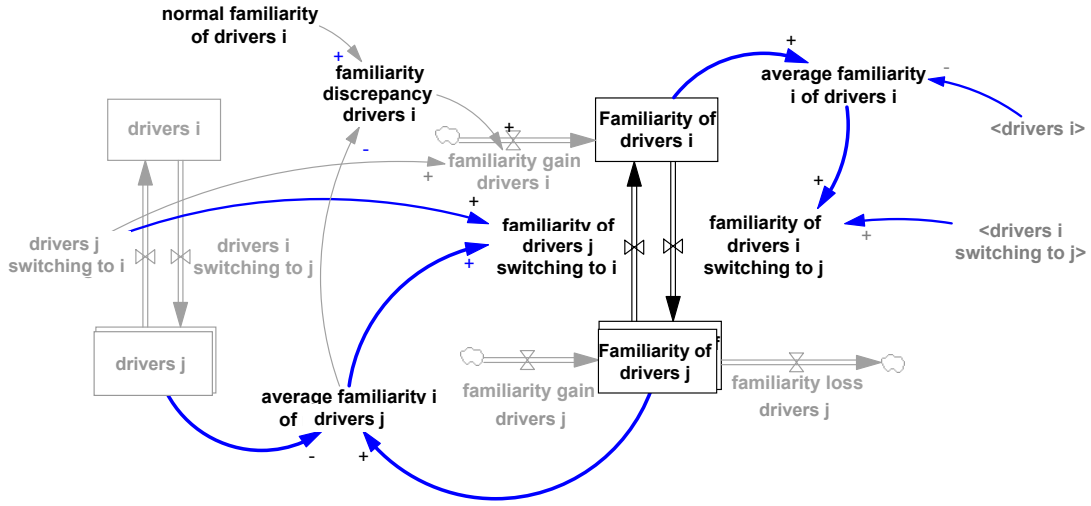 normal familiarity
of drivers i
+
familiarity
discrepancy
drivers i
-
drivers i
+
familiarity gain
drivers i
+
Familiarity of
drivers i
+
average familiarity
i of drivers i
-
<drivers i>
+
familiarity of
drivers i
switching to j
+
<drivers i
switching to j>
drivers j
switching to i
-
drivers i
switching to j
+
familiarity of
drivers j
switching to i
+
drivers j
Familiarity of
drivers j
familiarity gain
drivers j
familiarity loss
drivers j
average familiarity i
of drivers j
-
+